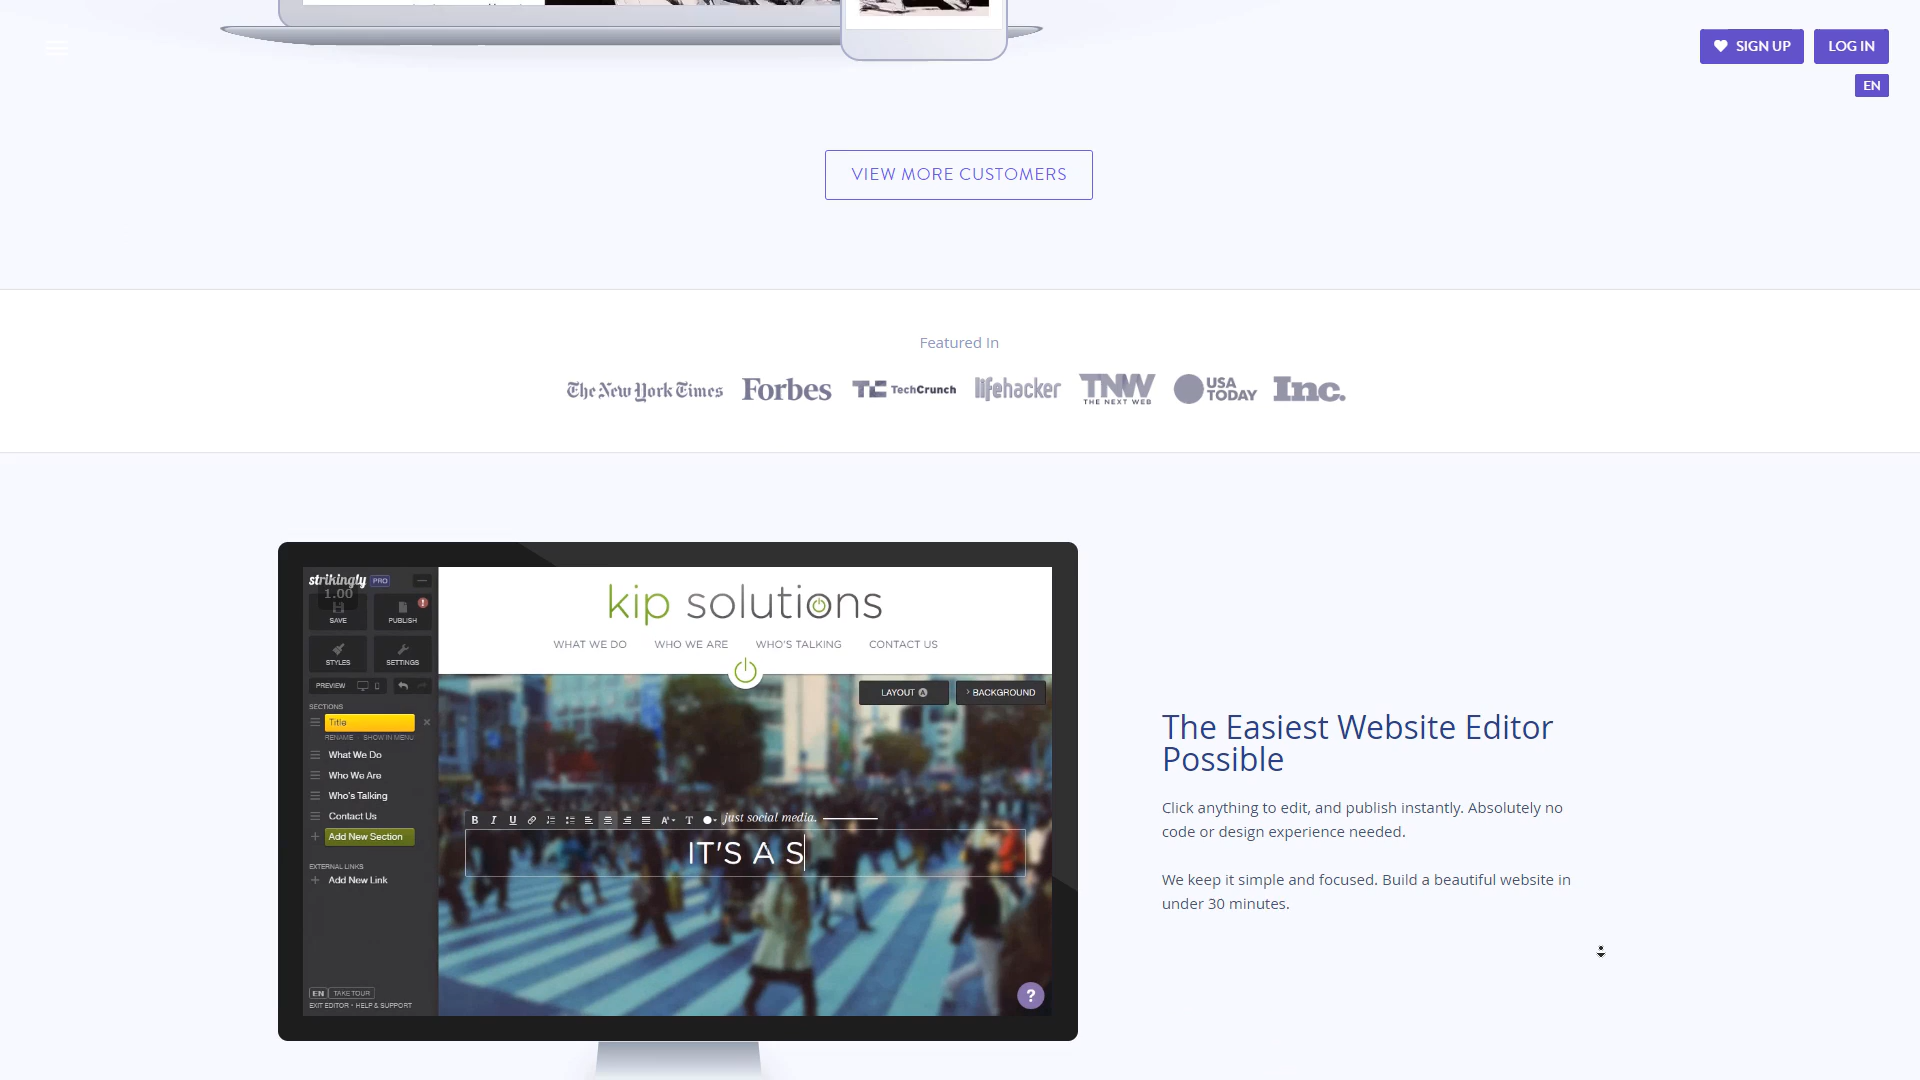 SIGN UP
LOG IN
EN
VIEW MORE CUSTOMERS
Featured In
The New York Times
Forbes
TC TechCrunch
lifehacker
TNW
THE NEXT WEB
USA
TODAY
Inc.
strikingly PRO
1.00
SAVE
PUBLISH
STYLES
SETTINGS
PREVIEW
SECTIONS
Title
RENAME
SHOW IN MENU
What We Do
Who We Are
Who's Talking
Contact Us
Add New Section
EXTERNAL LINKS
Add New Link
EN
TAKE TOUR
EXIT EDITOR • HELP & SUPPORT
kip solutions
WHAT WE DO
WHO WE ARE
WHO'S TALKING
CONTACT US
LAYOUT A
› BACKGROUND
B I U
just social media.
IT'S A S
?
The Easiest Website Editor
Possible
Click anything to edit, and publish instantly. Absolutely no
code or design experience needed.
We keep it simple and focused. Build a beautiful website in
under 30 minutes.